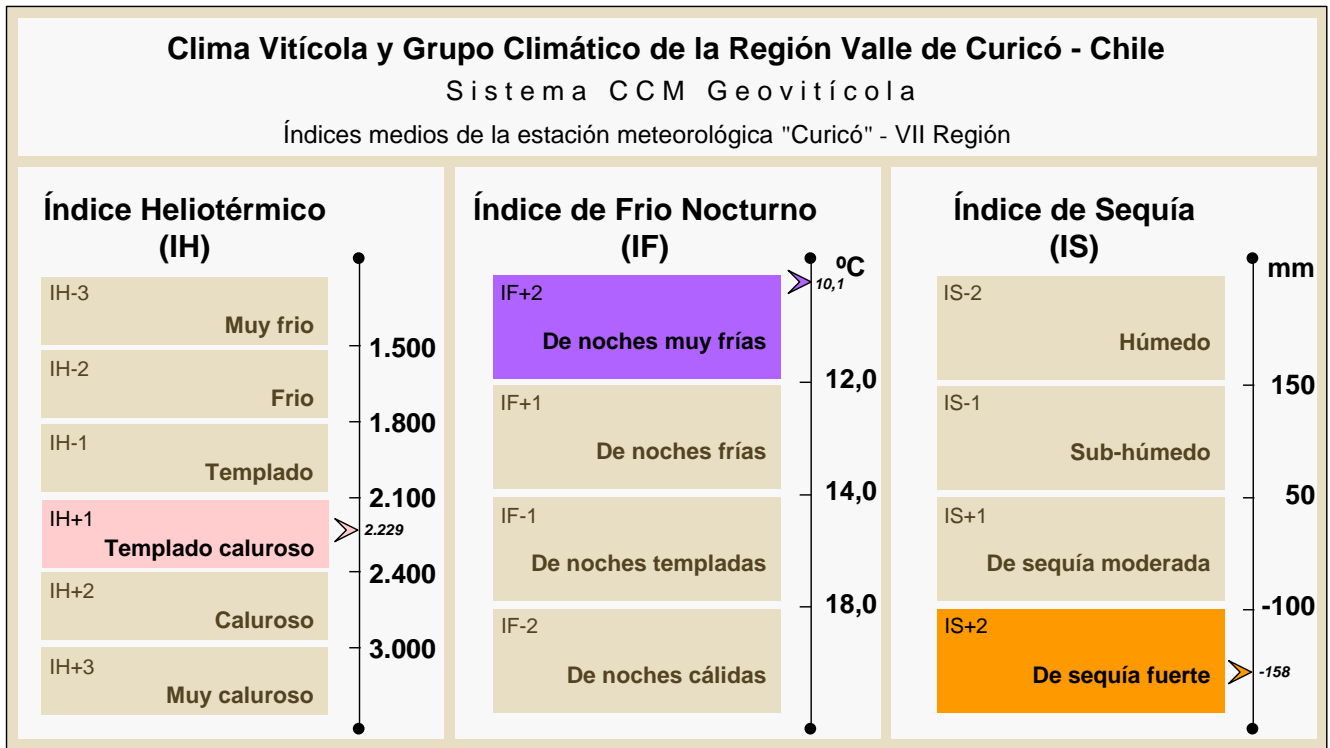 Clima Vitícola y Grupo Climático de la Región Valle de Curicó - Chile
Sistema CCM Geovitícola
Índices medios de la estación meteorológica "Curicó" - VII Región
Índice Heliotérmico
(IH)
IH-3
Muy frio
1.500
IH-2
Frio
1.800
IH-1
Templado
2.100
IH+1
Templado caluroso
2.229
2.400
IH+2
Caluroso
3.000
IH+3
Muy caluroso
Índice de Frio Nocturno
(IF)
ºC
IF+2
De noches muy frías
10,1
12,0
IF+1
De noches frías
14,0
IF-1
De noches templadas
18,0
IF-2
De noches cálidas
Índice de Sequía
(IS)
mm
IS-2
Húmedo
150
IS-1
Sub-húmedo
50
IS+1
De sequía moderada
-100
IS+2
De sequía fuerte
-158